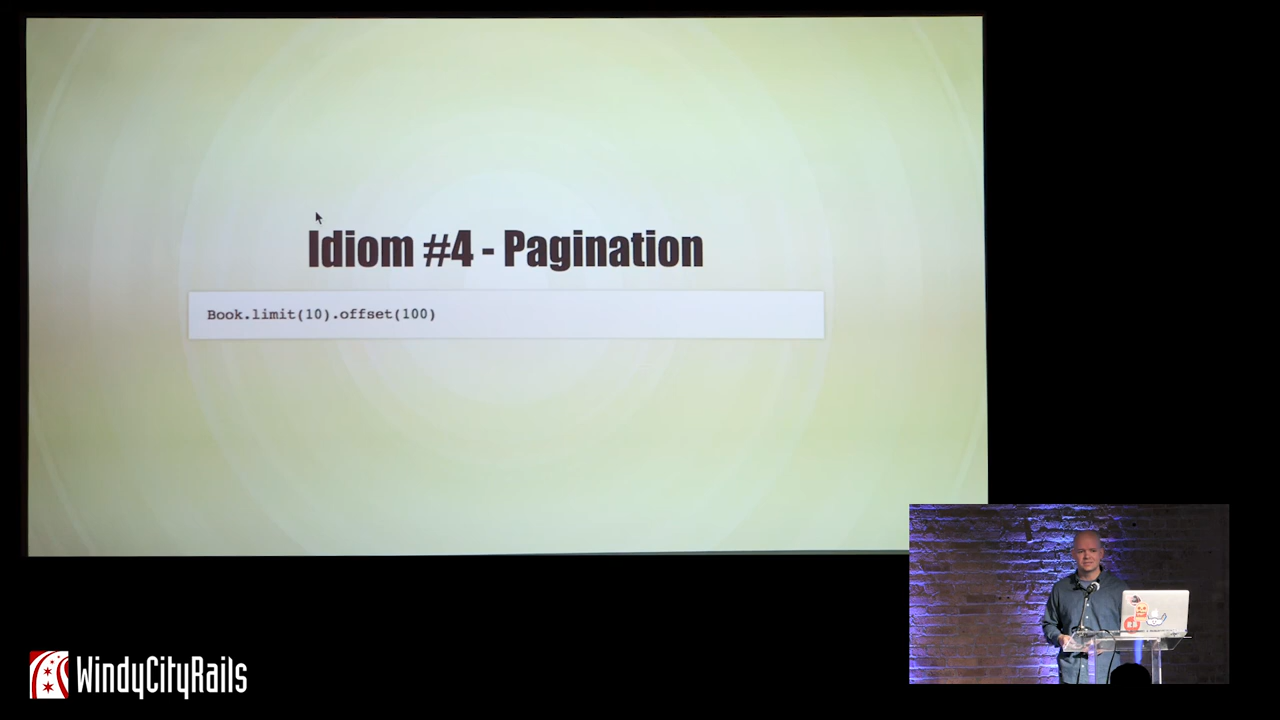 Idiom #4 - Pagination
Book.limit(10).offset(100)
WindyCityRails